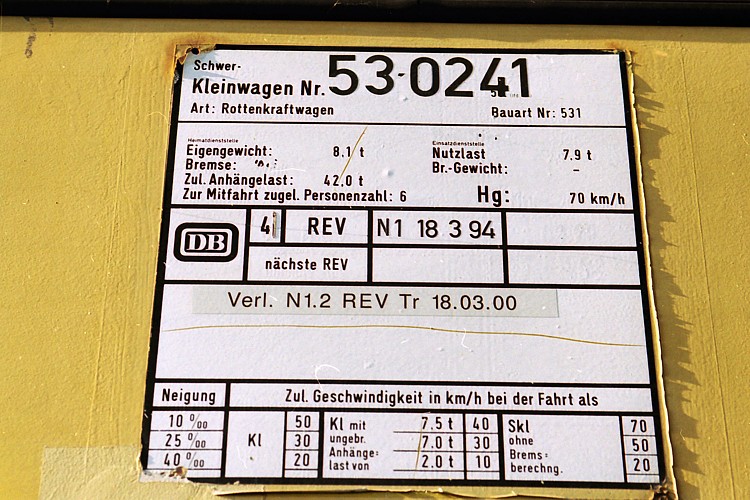 Schwer-
Kleinwagen Nr. 53-0241
Art: Rottenkraftwagen Bauart Nr: 531
Heimatdienststelle Einsatzdienststelle
Eigengewicht: 8.1 t Nutzlast 7.9 t
Bremse: Br.-Gewicht: –
Zul. Anhängelast: 42.0 t
Zur Mitfahrt zugel. Personenzahl: 6 Hg: 70 km/h
DB 4 REV N1 18 3 94
nächste REV
Verl. N1.2 REV Tr 18.03.00
Neigung Zul. Geschwindigkeit in km/h bei der Fahrt als
10 ‰ Kl 50 Kl mit 7.5 t 40 Skl 70
25 ‰ 30 ungebr. 7.0 t 30 ohne 50
40 ‰ 20 Anhänge- 2.0 t 10 Brems- 20
last von berechng.